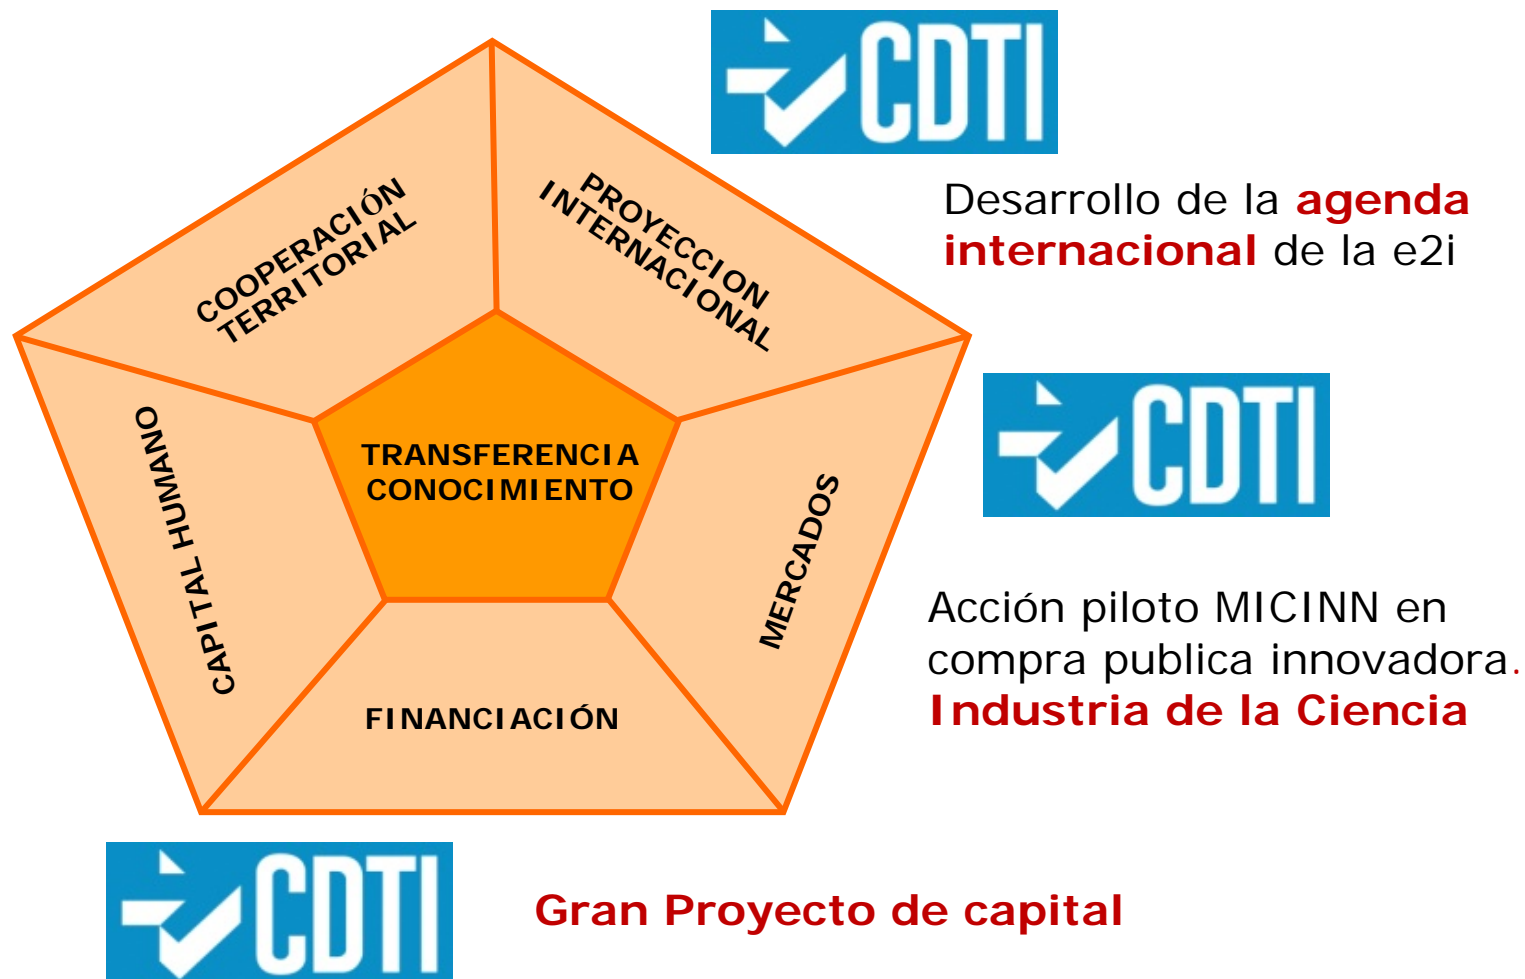 CDTI
Desarrollo de la agenda
internacional de la e2i
COOPERACIÓN
TERRITORIAL
PROYECCION
INTERNACIONAL
CDTI
TRANSFERENCIA
CONOCIMIENTO
CAPITAL HUMANO
MERCADOS
Acción piloto MICINN en
compra publica innovadora.
Industria de la Ciencia
FINANCIACIÓN
CDTI
Gran Proyecto de capital